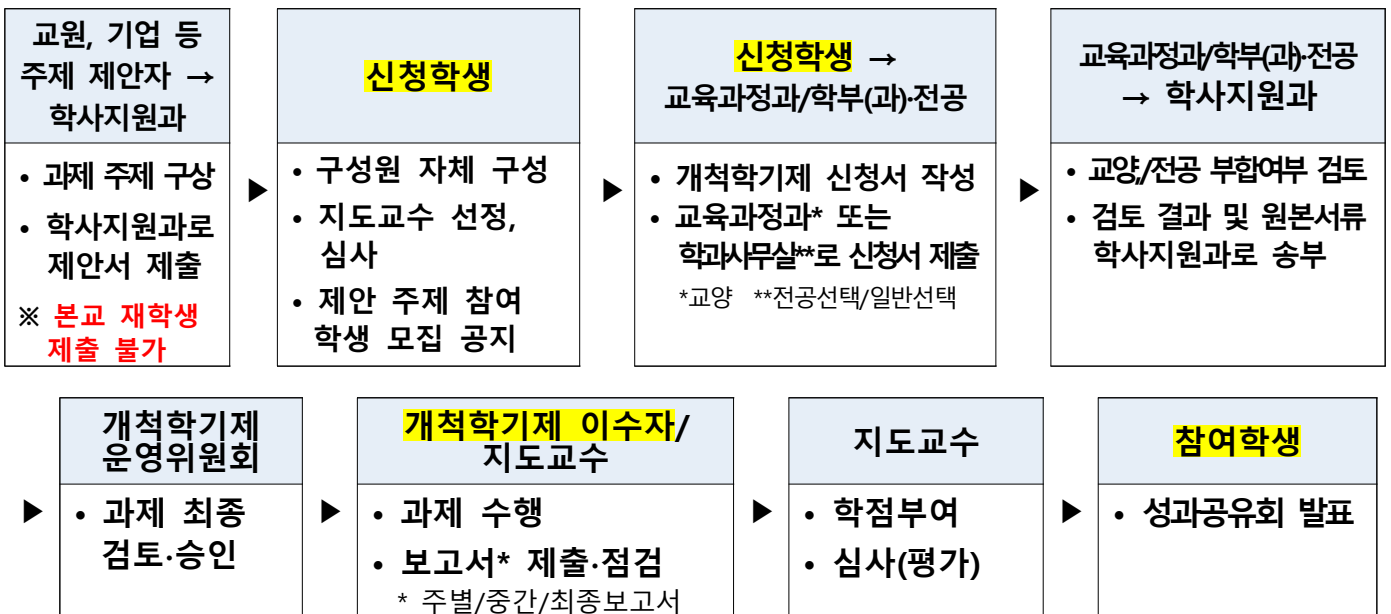 교원, 기업 등
주제 제안자 →
학사지원과
• 과제 주제 구상
• 학사지원과로
제안서 제출
※ 본교 재학생
제출 불가
▶
신청학생
• 구성원 자체 구성
• 지도교수 선정,
심사
• 제안 주제 참여
학생 모집 공지
▶
신청학생 →
교육과정과/학부(과)·전공
• 개척학기제 신청서 작성
• 교육과정과* 또는
학과사무실**로 신청서 제출
*교양 **전공선택/일반선택
▶
교육과정과/학부(과)·전공
→ 학사지원과
• 교양/전공 부합여부 검토
• 검토 결과 및 원본서류
학사지원과로 송부
▶
개척학기제
운영위원회
• 과제 최종
검토·승인
▶
개척학기제 이수자/
지도교수
• 과제 수행
• 보고서* 제출·점검
* 주별/중간/최종보고서
▶
지도교수
• 학점부여
• 심사(평가)
▶
참여학생
• 성과공유회 발표